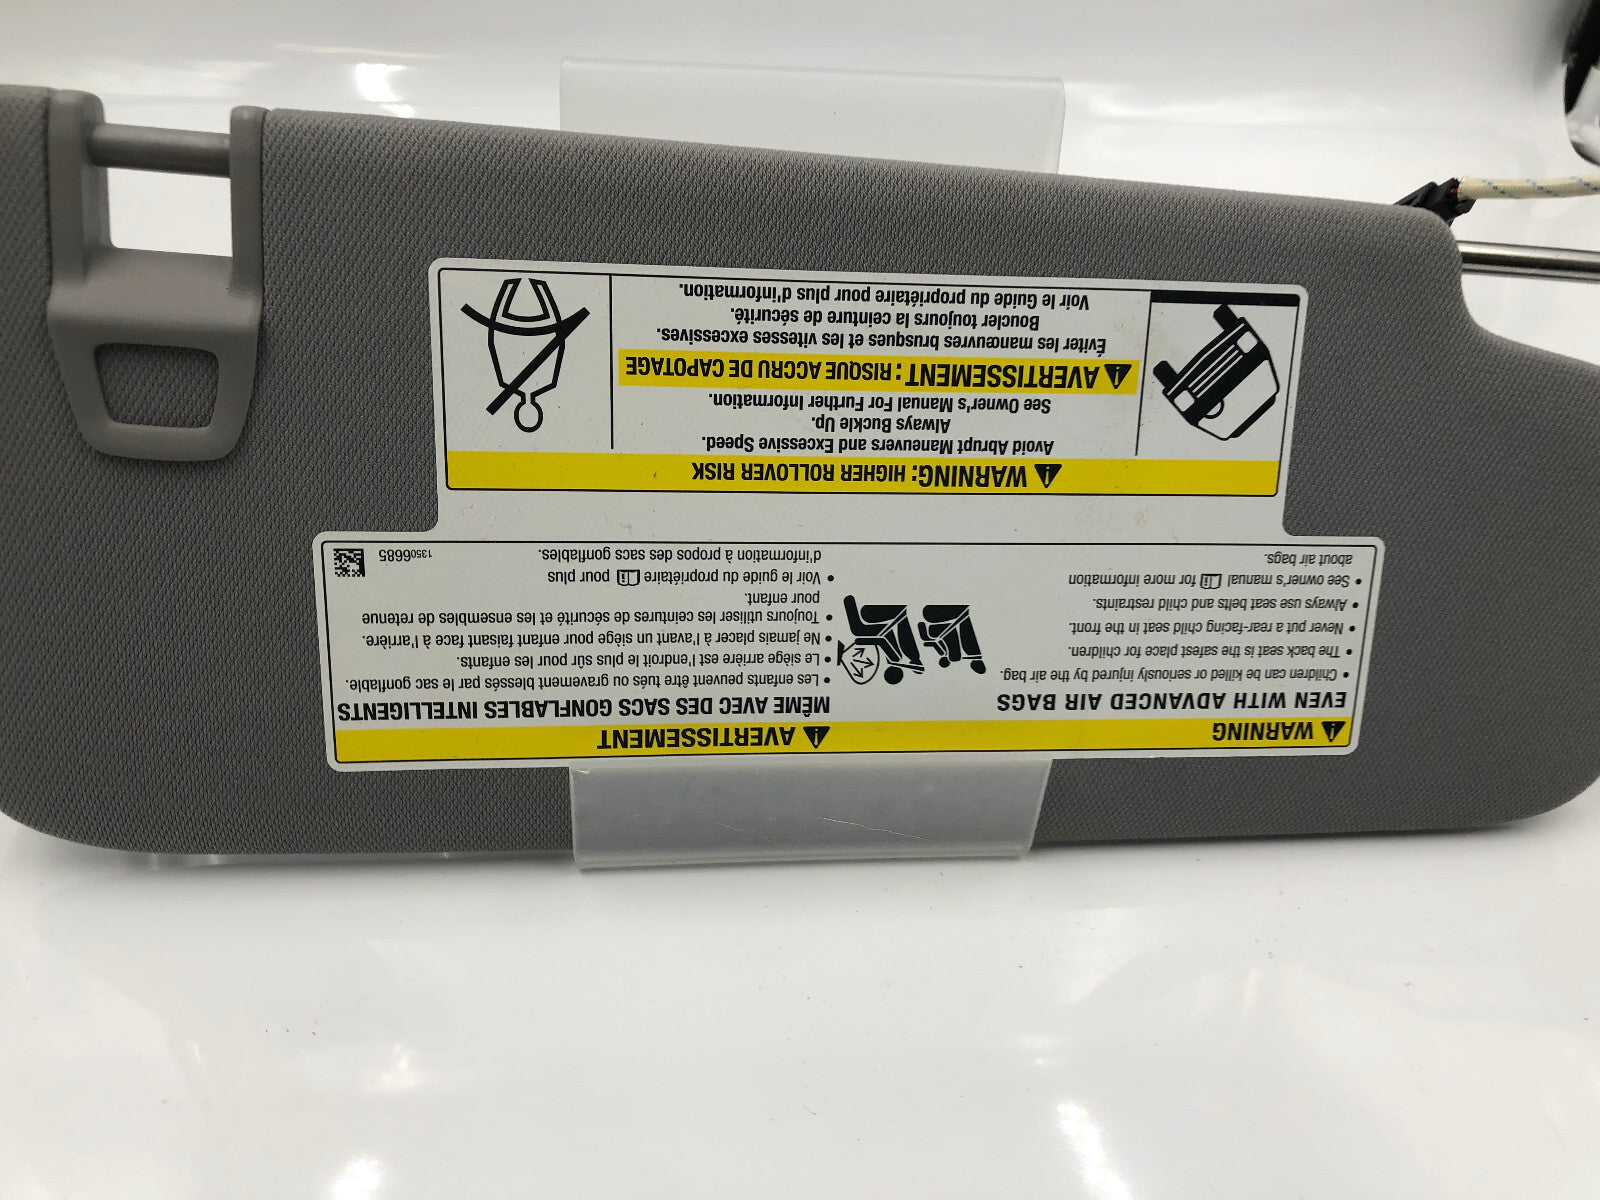 WARNING
EVEN WITH ADVANCED AIR BAGS
• Children can be killed or seriously injured by the air bag.
• The back seat is the safest place for children.
• Never put a rear-facing child seat in the front.
• Always use seat belts and child restraints.
• See owner's manual for more information
about air bags.
AVERTISSEMENT
MÊME AVEC DES SACS GONFLABLES INTELLIGENTS
• Les enfants peuvent être tués ou gravement blessés par le sac gonflable.
• Le siège arrière est l'endroit le plus sûr pour les enfants.
• Ne jamais placer à l'avant un siège pour enfant faisant face à l'arrière.
• Toujours utiliser les ceintures de sécurité et les ensembles de retenue
pour enfant.
• Voir le guide du propriétaire pour plus
d'information à propos des sacs gonflables.
13506685
WARNING: HIGHER ROLLOVER RISK
Avoid Abrupt Maneuvers and Excessive Speed.
Always Buckle Up.
See Owner's Manual For Further Information.
AVERTISSEMENT : RISQUE ACCRU DE CAPOTAGE
Éviter les manœuvres brusques et les vitesses excessives.
Boucler toujours la ceinture de sécurité.
Voir le Guide du propriétaire pour plus d'information.